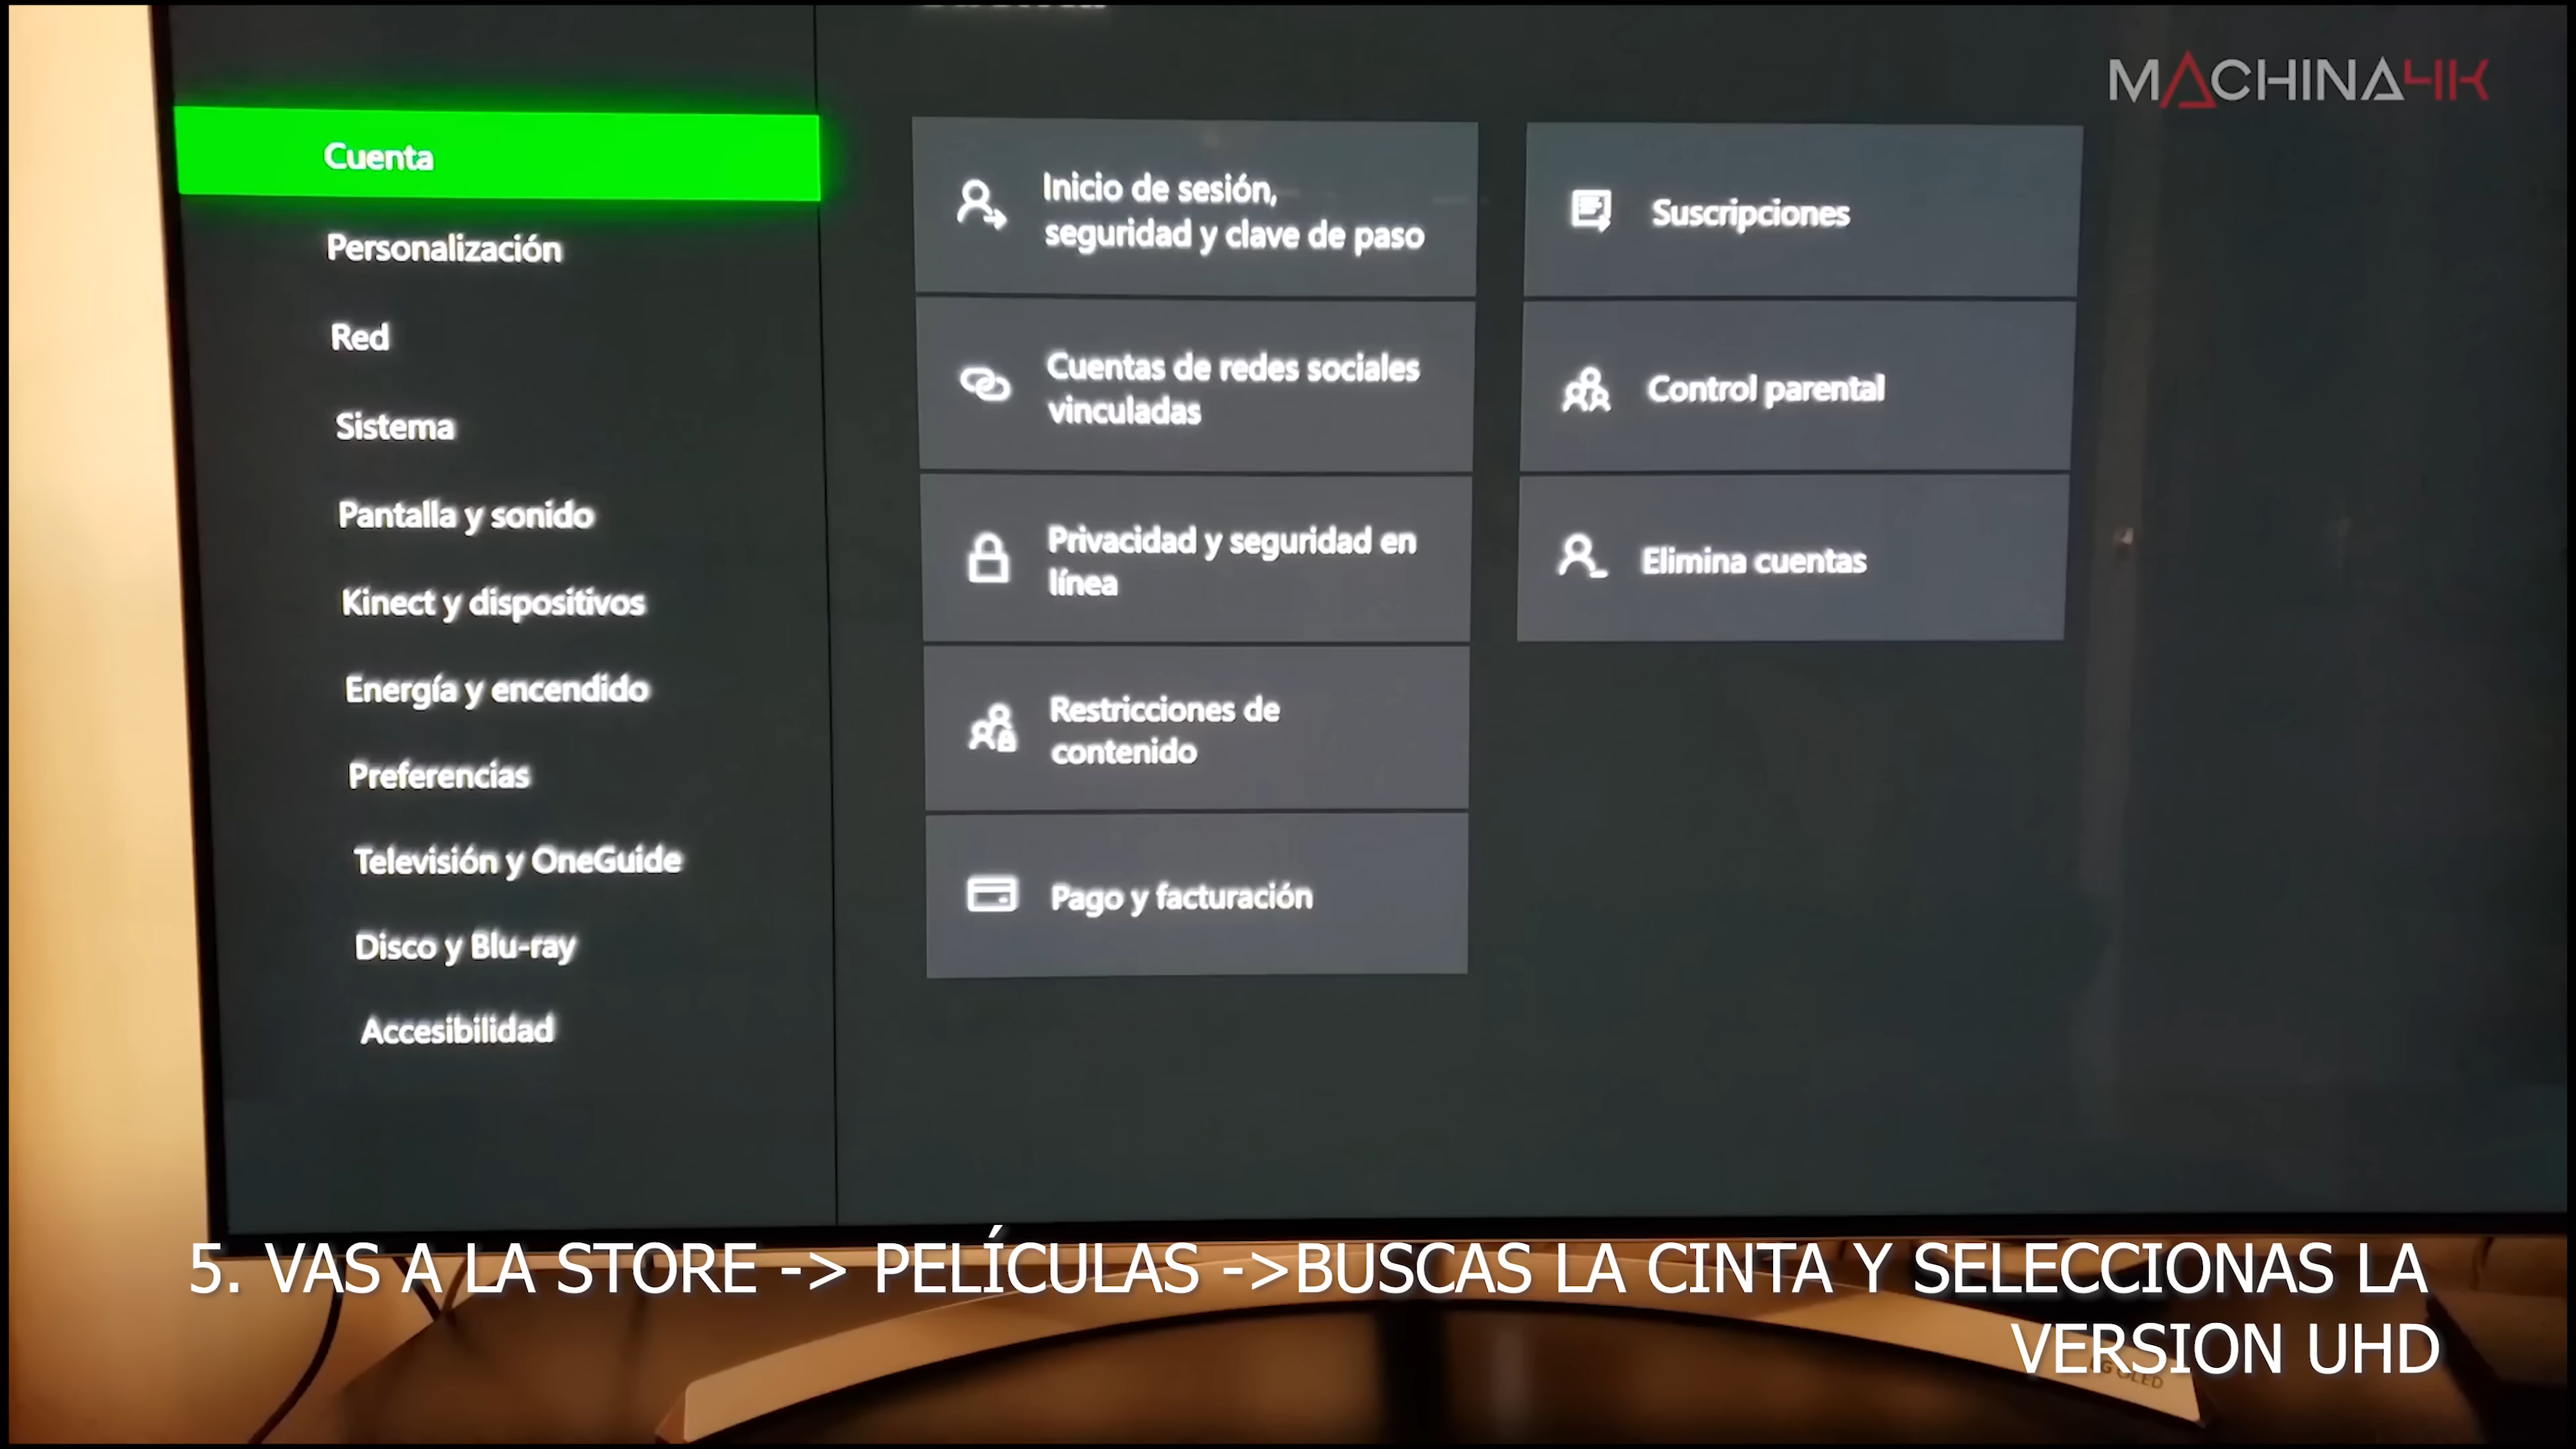 MACHINA4K
Cuenta
Personalización
Red
Sistema
Pantalla y sonido
Kinect y dispositivos
Energía y encendido
Preferencias
Televisión y OneGuide
Disco y Blu-ray
Accesibilidad
Inicio de sesión,
seguridad y clave de paso
Cuentas de redes sociales
vinculadas
Privacidad y seguridad en
línea
Restricciones de
contenido
Pago y facturación
Suscripciones
Control parental
Elimina cuentas
5. VAS A LA STORE -> PELÍCULAS ->BUSCAS LA CINTA Y SELECCIONAS LA
VERSION UHD